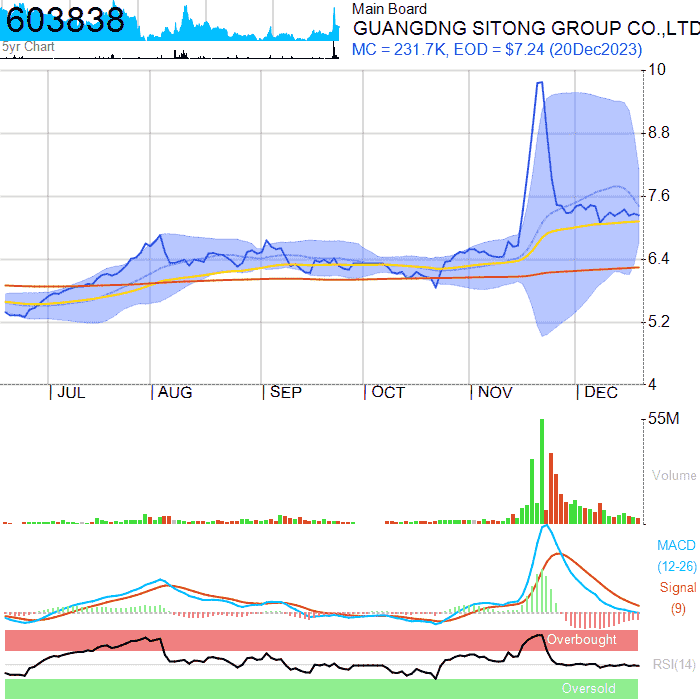 603838
Main Board
GUANGDNG SITONG GROUP CO.,LTD
5yr Chart
MC = 231.7K, EOD = $7.24 (20Dec2023)
10
8.8
7.6
6.4
5.2
4
JUL AUG SEP OCT NOV DEC
55M
Volume
MACD
(12-26)
Signal
(9)
Overbought
RSI(14)
Oversold